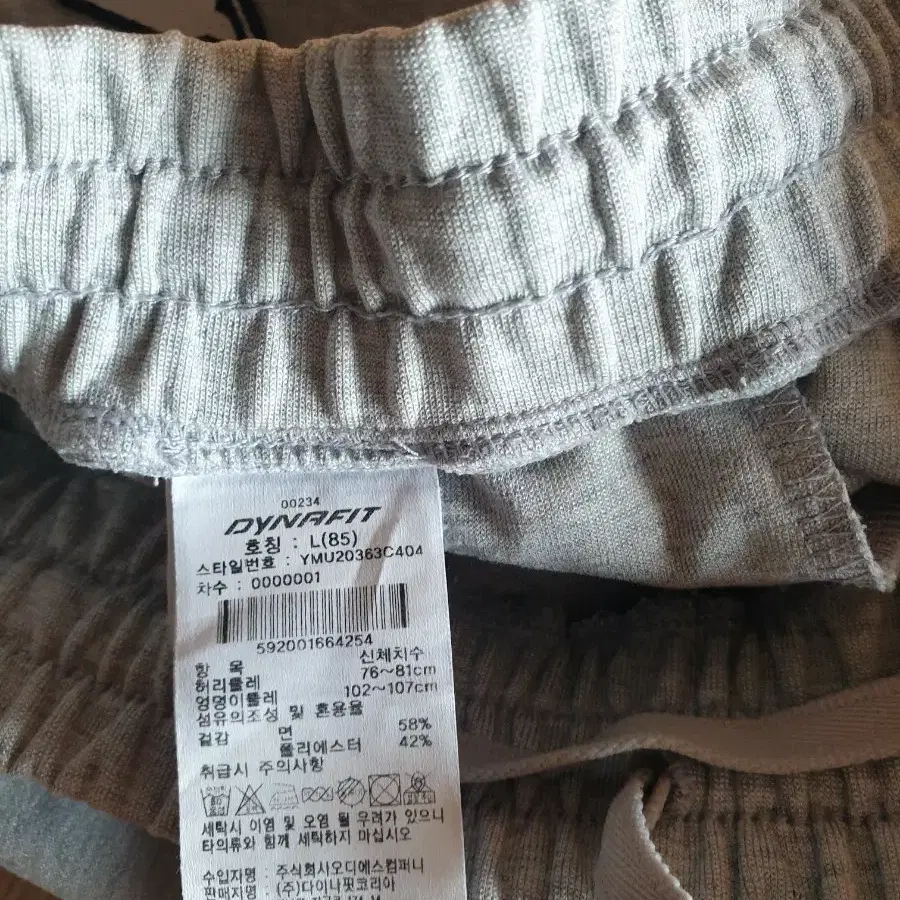 00234
DYNAFIT
호칭 : L(85)
스타일번호 : YMU20363C404
차수 : 0000001
592001664254
항 목 신체치수
허리둘레 76~81cm
엉덩이둘레 102~107cm
섬유의조성 및 혼용율
겉감 면 58%
폴리에스터 42%
취급시 주의사항
세탁시 이염 및 오염 될 우려가 있으니
타의류와 함께 세탁하지 마십시오
수입자명 : 주식회사오디에스컴퍼니
판매자명 : (주)다이나핏코리아